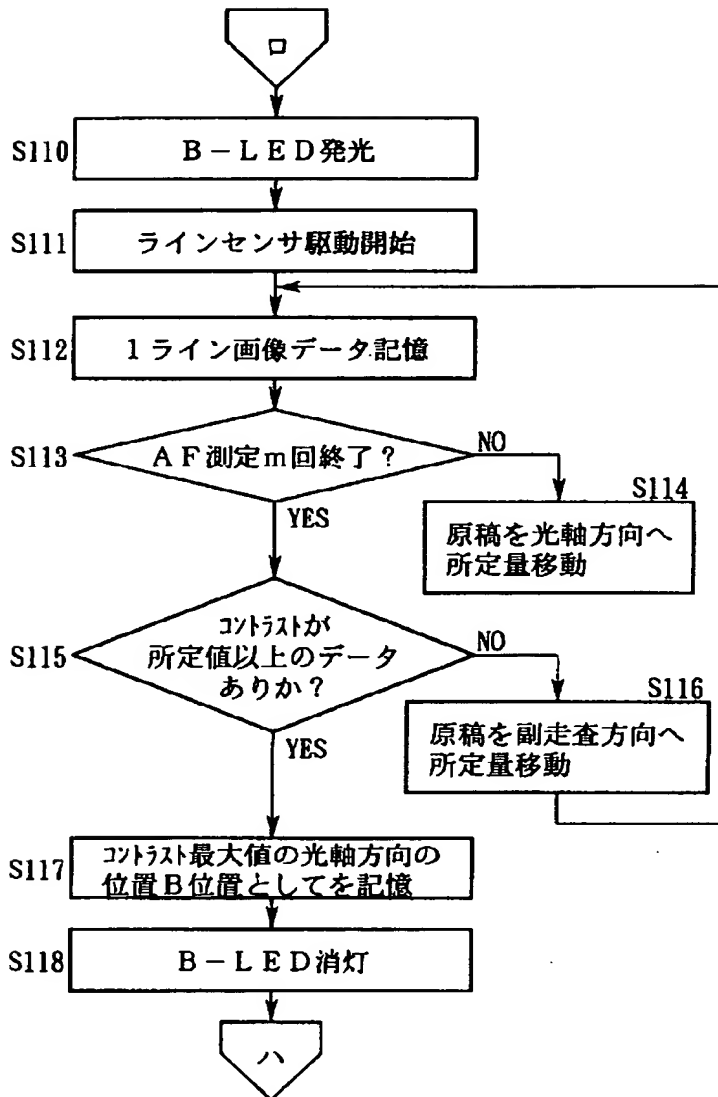 ロ
S110
B－LED発光
S111
ラインセンサ駆動開始
S112
1ライン画像データ記憶
S113
AF測定m回終了？
NO
YES
S114
原稿を光軸方向へ
所定量移動
S115
コントラストが
所定値以上のデータ
ありか？
NO
YES
S116
原稿を副走査方向へ
所定量移動
S117
コントラスト最大値の光軸方向の
位置B位置としてを記憶
S118
B－LED消灯
ハ